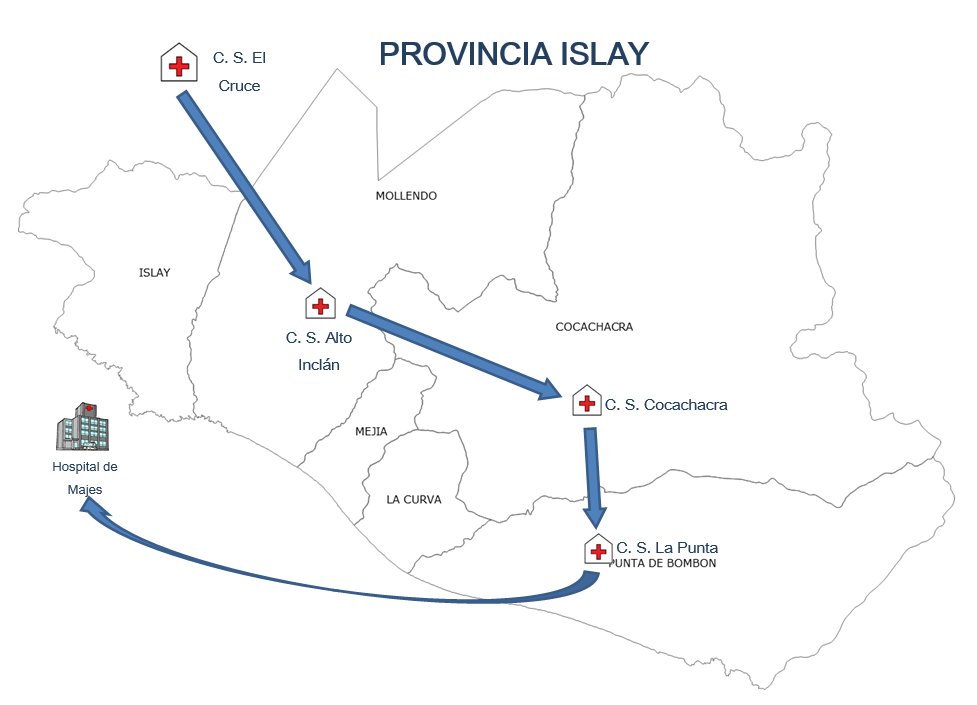 PROVINCIA ISLAY
C. S. El
Cruce
MOLLENDO
ISLAY
COCACHACRA
C. S. Alto
Inclán
C. S. Cocachacra
MEJIA
Hospital de
Majes
LA CURVA
C. S. La Punta
PUNTA DE BOMBON